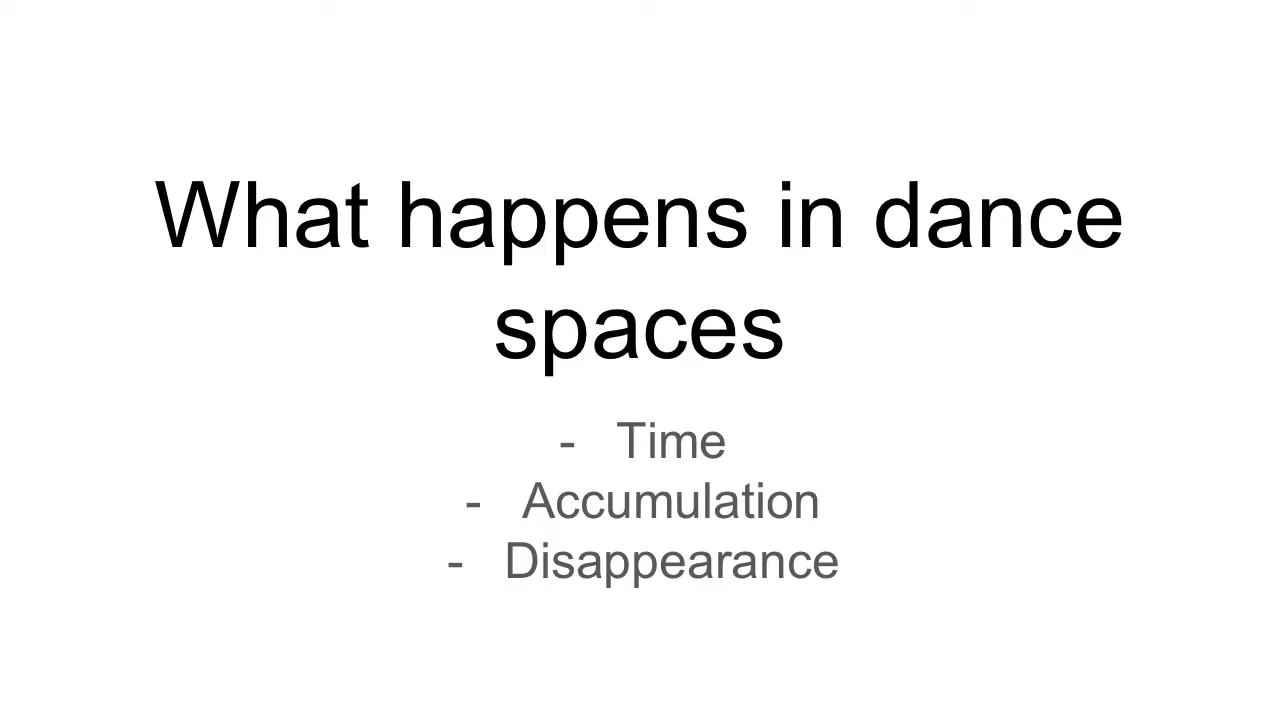 What happens in dance
spaces
- Time
- Accumulation
- Disappearance